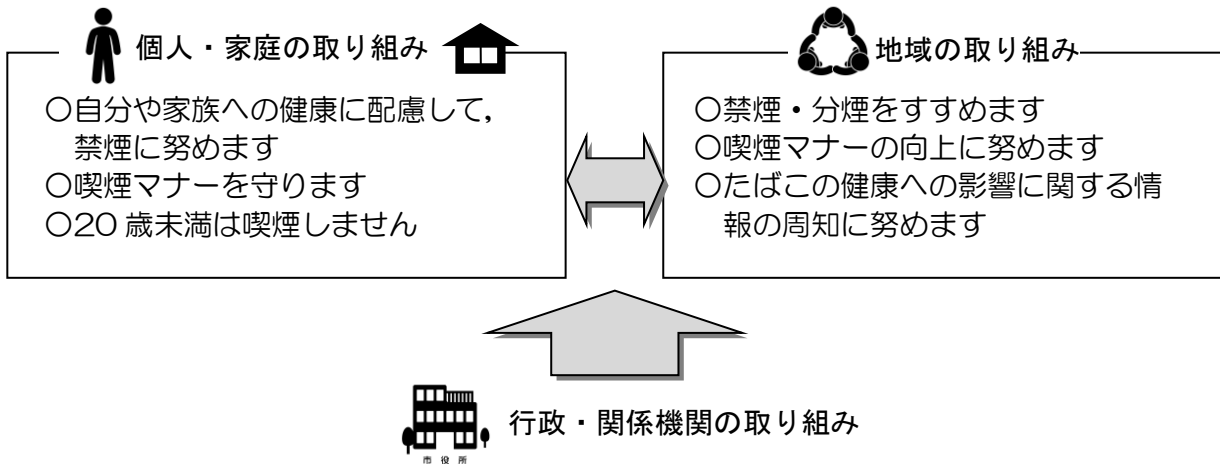 個人・家庭の取り組み
〇自分や家族への健康に配慮して，
禁煙に努めます
〇喫煙マナーを守ります
〇20 歳未満は喫煙しません
地域の取り組み
〇禁煙・分煙をすすめます
〇喫煙マナーの向上に努めます
〇たばこの健康への影響に関する情
報の周知に努めます
行政・関係機関の取り組み
市役所